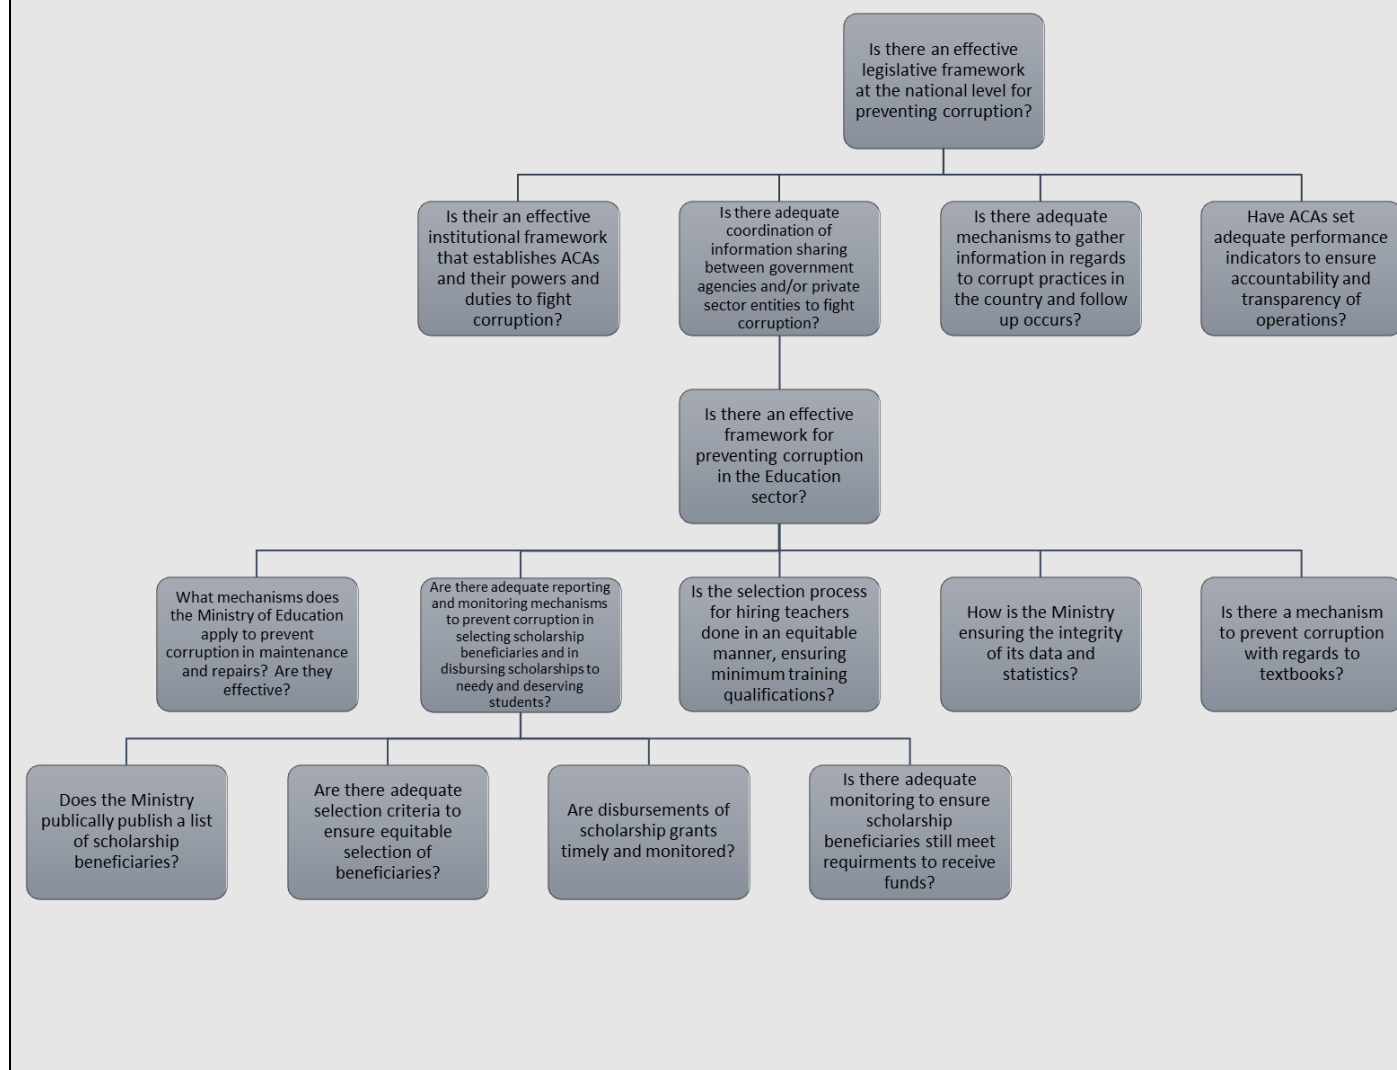 Is there an effective
legislative framework
at the national level for
preventing corruption?
Is their an effective
institutional framework
that establishes ACAs
and their powers and
duties to fight
corruption?
Is there adequate
coordination of
information sharing
between government
agencies and/or private
sector entities to fight
corruption?
Is there adequate
mechanisms to gather
information in regards
to corrupt practices in
the country and follow
up occurs?
Have ACAs set
adequate performance
indicators to ensure
accountability and
transparency of
operations?
Is there an effective
framework for
preventing corruption
in the Education
sector?
What mechanisms does
the Ministry of Education
apply to prevent
corruption in maintenance
and repairs? Are they
effective?
Are there adequate reporting
and monitoring mechanisms
to prevent corruption in
selecting scholarship
beneficiaries and in
disbursing scholarships to
needy and deserving
students?
Is the selection process
for hiring teachers
done in an equitable
manner, ensuring
minimum training
qualifications?
How is the Ministry
ensuring the integrity
of its data and
statistics?
Is there a mechanism
to prevent corruption
with regards to
textbooks?
Does the Ministry
publically publish a list
of scholarship
beneficiaries?
Are there adequate
selection criteria to
ensure equitable
selection of
beneficiaries?
Are disbursements of
scholarship grants
timely and monitored?
Is there adequate
monitoring to ensure
scholarship
beneficiaries still meet
requirments to receive
funds?